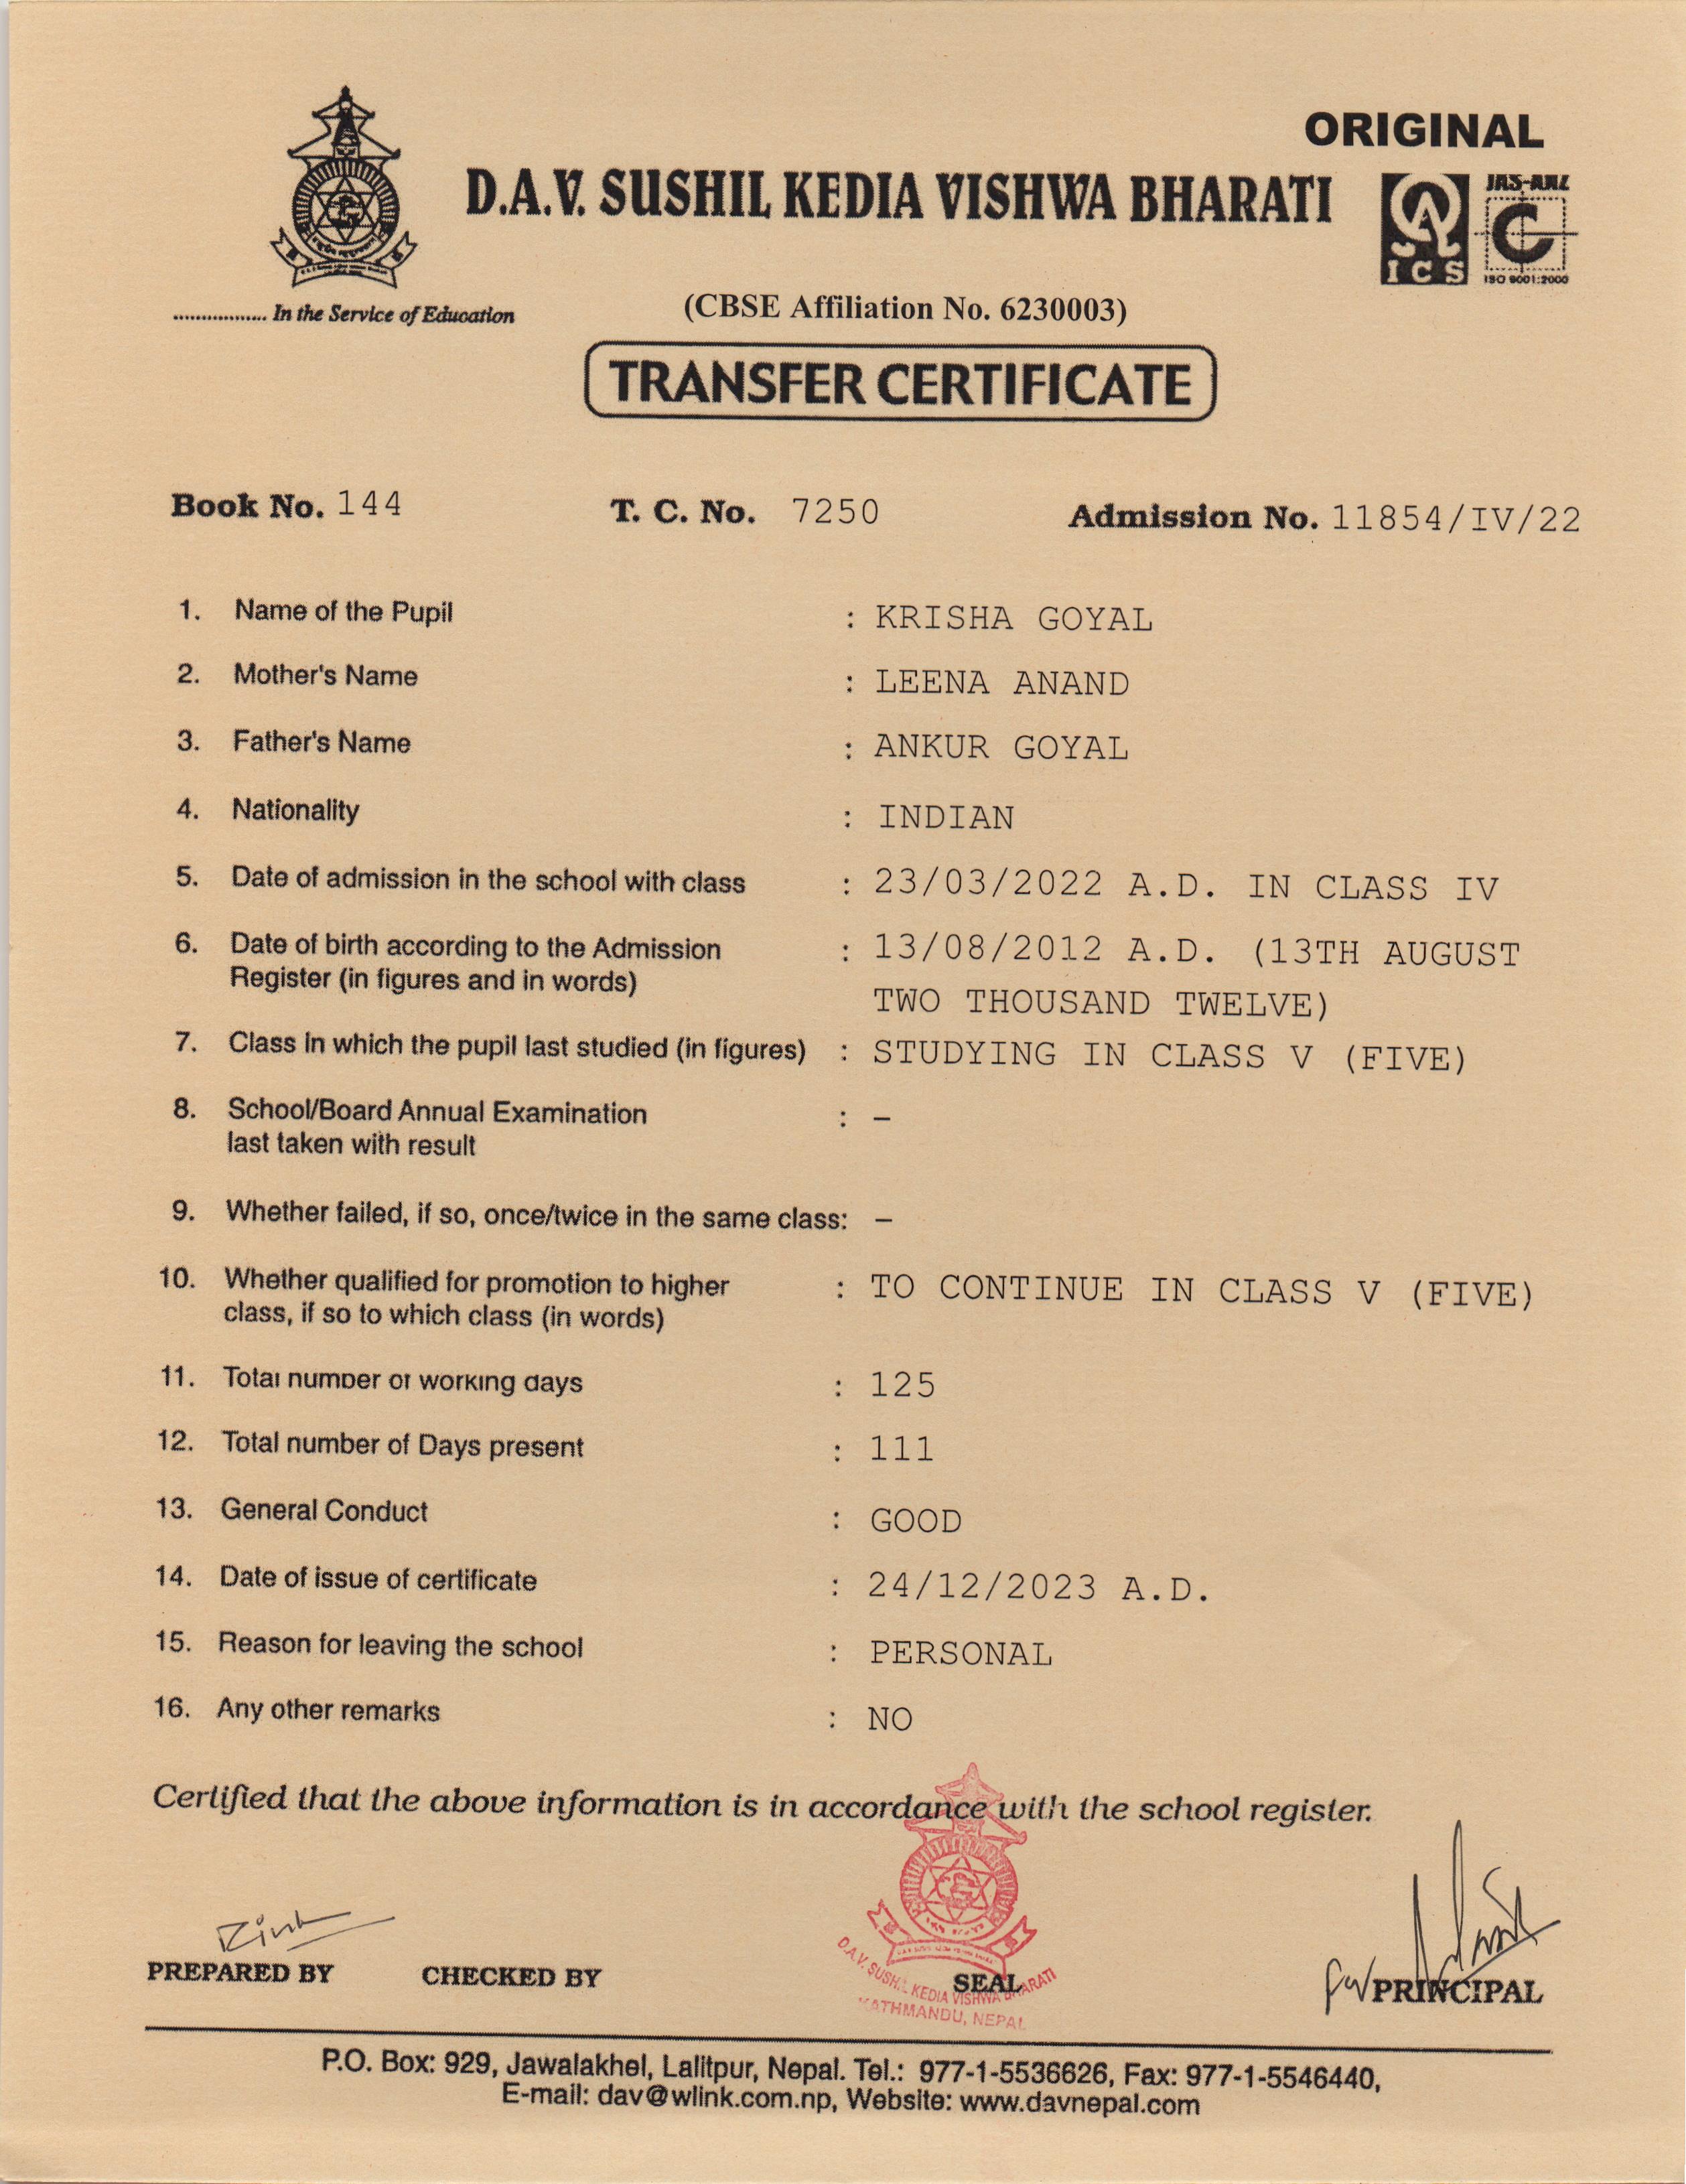 ORIGINAL
D.A.V. SUSHIL KEDIA VISHWA BHARATI
JAS-ANZ
ICS
ISO 9001:2000
................. In the Service of Education
(CBSE Affiliation No. 6230003)
TRANSFER CERTIFICATE
Book No. 144 T. C. No. 7250 Admission No. 11854/IV/22
1. Name of the Pupil : KRISHA GOYAL
2. Mother's Name : LEENA ANAND
3. Father's Name : ANKUR GOYAL
4. Nationality : INDIAN
5. Date of admission in the school with class : 23/03/2022 A.D. IN CLASS IV
6. Date of birth according to the Admission : 13/08/2012 A.D. (13TH AUGUST
Register (in figures and in words) TWO THOUSAND TWELVE)
7. Class in which the pupil last studied (in figures) : STUDYING IN CLASS V (FIVE)
8. School/Board Annual Examination : –
last taken with result
9. Whether failed, if so, once/twice in the same class: –
10. Whether qualified for promotion to higher : TO CONTINUE IN CLASS V (FIVE)
class, if so to which class (in words)
11. Total number of working days : 125
12. Total number of Days present : 111
13. General Conduct : GOOD
14. Date of issue of certificate : 24/12/2023 A.D.
15. Reason for leaving the school : PERSONAL
16. Any other remarks : NO
Certified that the above information is in accordance with the school register.
PREPARED BY CHECKED BY SEAL for PRINCIPAL
D.A.V. SUSHIL KEDIA VISHWA BHARATI
KATHMANDU, NEPAL
P.O. Box: 929, Jawalakhel, Lalitpur, Nepal. Tel.: 977-1-5536626, Fax: 977-1-5546440,
E-mail: dav@wlink.com.np, Website: www.davnepal.com